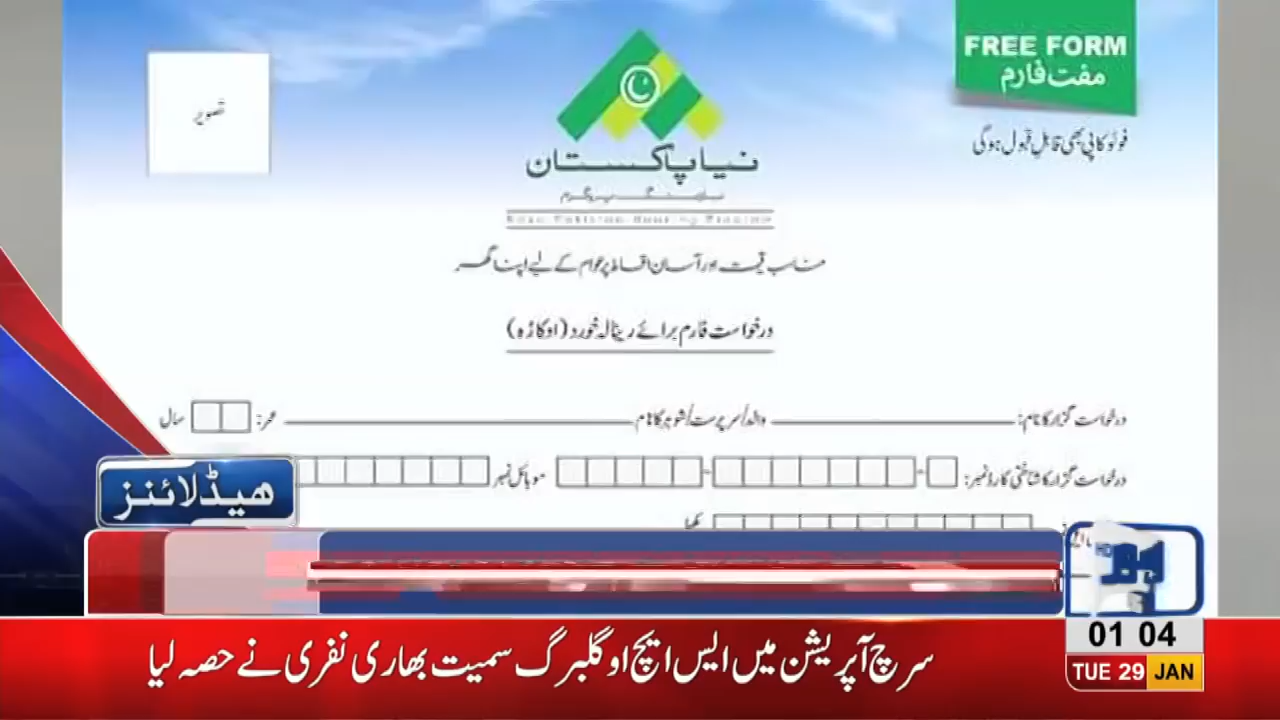 FREE FORM
مفت فارم
فوٹو کاپی بھی قابلِ قبول ہوگی
تصویر
نیا پاکستان
مناسب قیمت اور آسان اقساط پر عوام کے لیے اپنا گھر
درخواست فارم برائے رینالہ خورد (اوکاڑہ)
درخواست گزار کا نام: والد/سرپرست/شوہر کا نام عمر: سال
درخواست گزار کا شناختی کارڈ نمبر: موبائل نمبر
ھیڈلائنز
HD
سرچ آپریشن میں ایس ایچ او گلبرگ سمیت بھاری نفری نے حصہ لیا
01 04
TUE 29 JAN